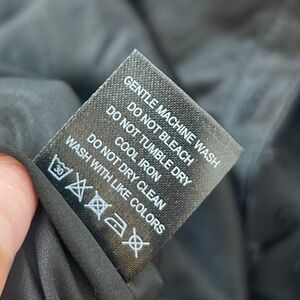 GENTLE MACHINE WASH
DO NOT BLEACH
DO NOT TUMBLE DRY
COOL IRON
DO NOT DRY CLEAN
WASH WITH LIKE COLORS
30